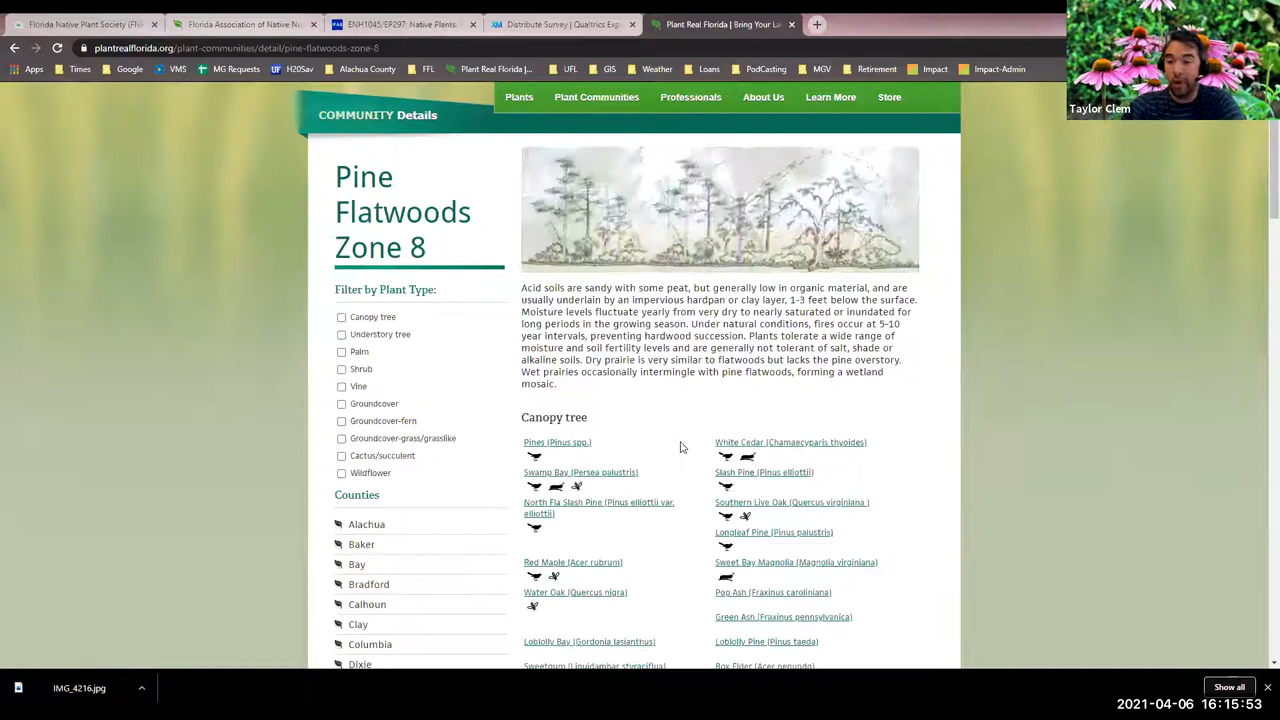 Florida Native Plant Society (FN
Florida Association of Native Nu
ENH1045/EP297: Native Plants
Distribute Survey | Qualtrics Exp
Plant Real Florida | Bring Your La
plantrealflorida.org/plant-communities/detail/pine-flatwoods-zone-8
Apps Times Google VMS MG Requests H20Sav Alachua County FFL Plant Real Florida |... UFL GIS Weather Loans PodCasting MGV Retirement Impact Impact-Admin
Taylor Clem
COMMUNITY Details
Plants Plant Communities Professionals About Us Learn More Store
Pine
Flatwoods
Zone 8
Filter by Plant Type:
Canopy tree
Understory tree
Palm
Shrub
Vine
Groundcover
Groundcover-fern
Groundcover-grass/grasslike
Cactus/succulent
Wildflower
Counties
Alachua
Baker
Bay
Bradford
Calhoun
Clay
Columbia
Dixie
Acid soils are sandy with some peat, but generally low in organic material, and are
usually underlain by an impervious hardpan or clay layer, 1-3 feet below the surface.
Moisture levels fluctuate yearly from very dry to nearly saturated or inundated for
long periods in the growing season. Under natural conditions, fires occur at 5-10
year intervals, preventing hardwood succession. Plants tolerate a wide range of
moisture and soil fertility levels and are generally not tolerant of salt, shade or
alkaline soils. Dry prairie is very similar to flatwoods but lacks the pine overstory.
Wet prairies occasionally intermingle with pine flatwoods, forming a wetland
mosaic.
Canopy tree
Pines (Pinus spp.)
White Cedar (Chamaecyparis thyoides)
Swamp Bay (Persea palustris)
Slash Pine (Pinus elliottii)
North Fla Slash Pine (Pinus elliottii var.
elliottii)
Southern Live Oak (Quercus virginiana )
Longleaf Pine (Pinus palustris)
Red Maple (Acer rubrum)
Sweet Bay Magnolia (Magnolia virginiana)
Water Oak (Quercus nigra)
Pop Ash (Fraxinus caroliniana)
Green Ash (Fraxinus pennsylvanica)
Loblolly Bay (Gordonia lasianthus)
Loblolly Pine (Pinus taeda)
Sweetgum (Liquidambar styraciflua)
Box Elder (Acer negundo)
IMG_4216.jpg
Show all
2021-04-06 16:15:53